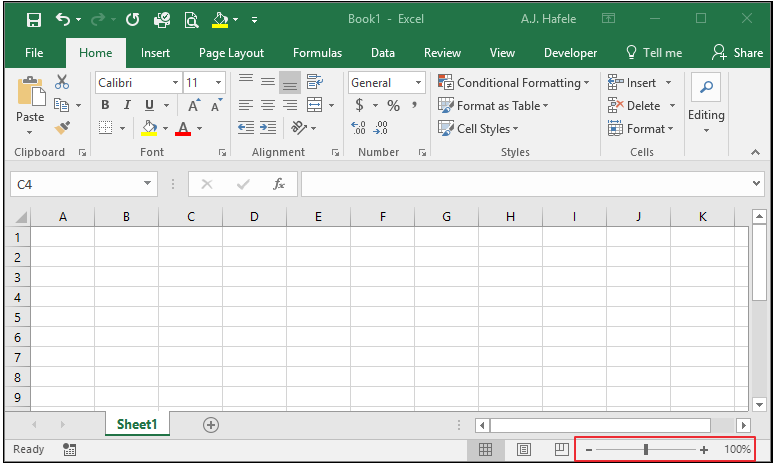 Book1 - Excel A.J. Hafele
File Home Insert Page Layout Formulas Data Review View Developer Tell me Share
Calibri 11 General Conditional Formatting Insert
Paste B I U A A $ % , Format as Table Delete Editing
A .00 .00 Cell Styles Format
Clipboard Font Alignment Number Styles Cells
C4 fx
A B C D E F G H I J K
1
2
3
4
5
6
7
8
9
Sheet1
Ready 100%